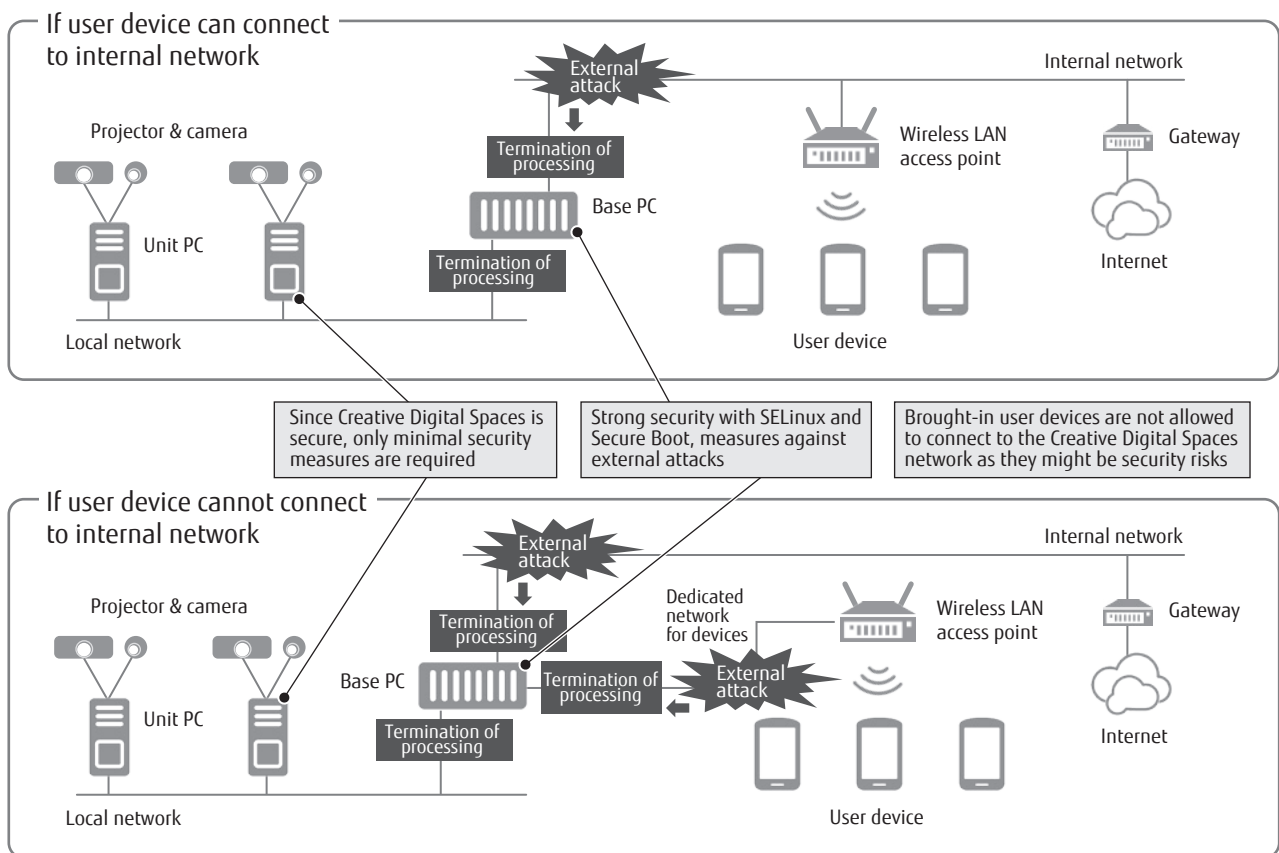 If user device can connect
to internal network
External
attack
Internal network
Projector & camera
Termination of
processing
Wireless LAN
access point
Gateway
Base PC
Unit PC
Termination of
processing
Internet
Local network
User device
Since Creative Digital Spaces is
secure, only minimal security
measures are required
Strong security with SELinux and
Secure Boot, measures against
external attacks
Brought-in user devices are not allowed
to connect to the Creative Digital Spaces
network as they might be security risks
If user device cannot connect
to internal network
External
attack
Internal network
Projector & camera
Termination of
processing
Dedicated
network
for devices
Wireless LAN
access point
Gateway
Base PC
Termination of
processing
External
attack
Unit PC
Termination of
processing
Internet
Local network
User device